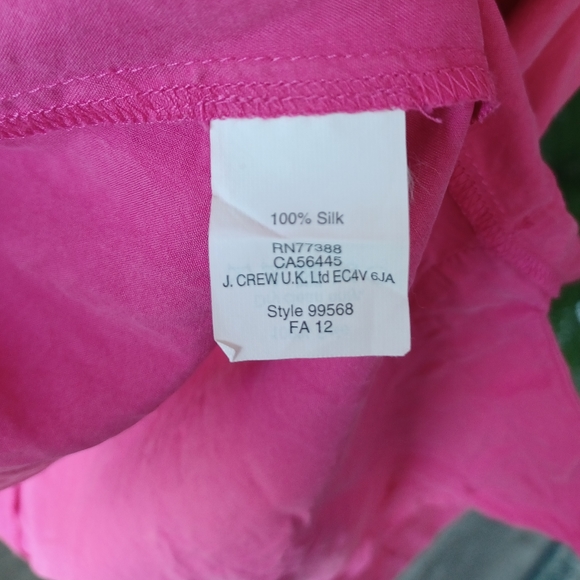 100% Silk
RN77388
CA56445
J. CREW U.K. Ltd EC4V 6JA
Style 99568
FA 12